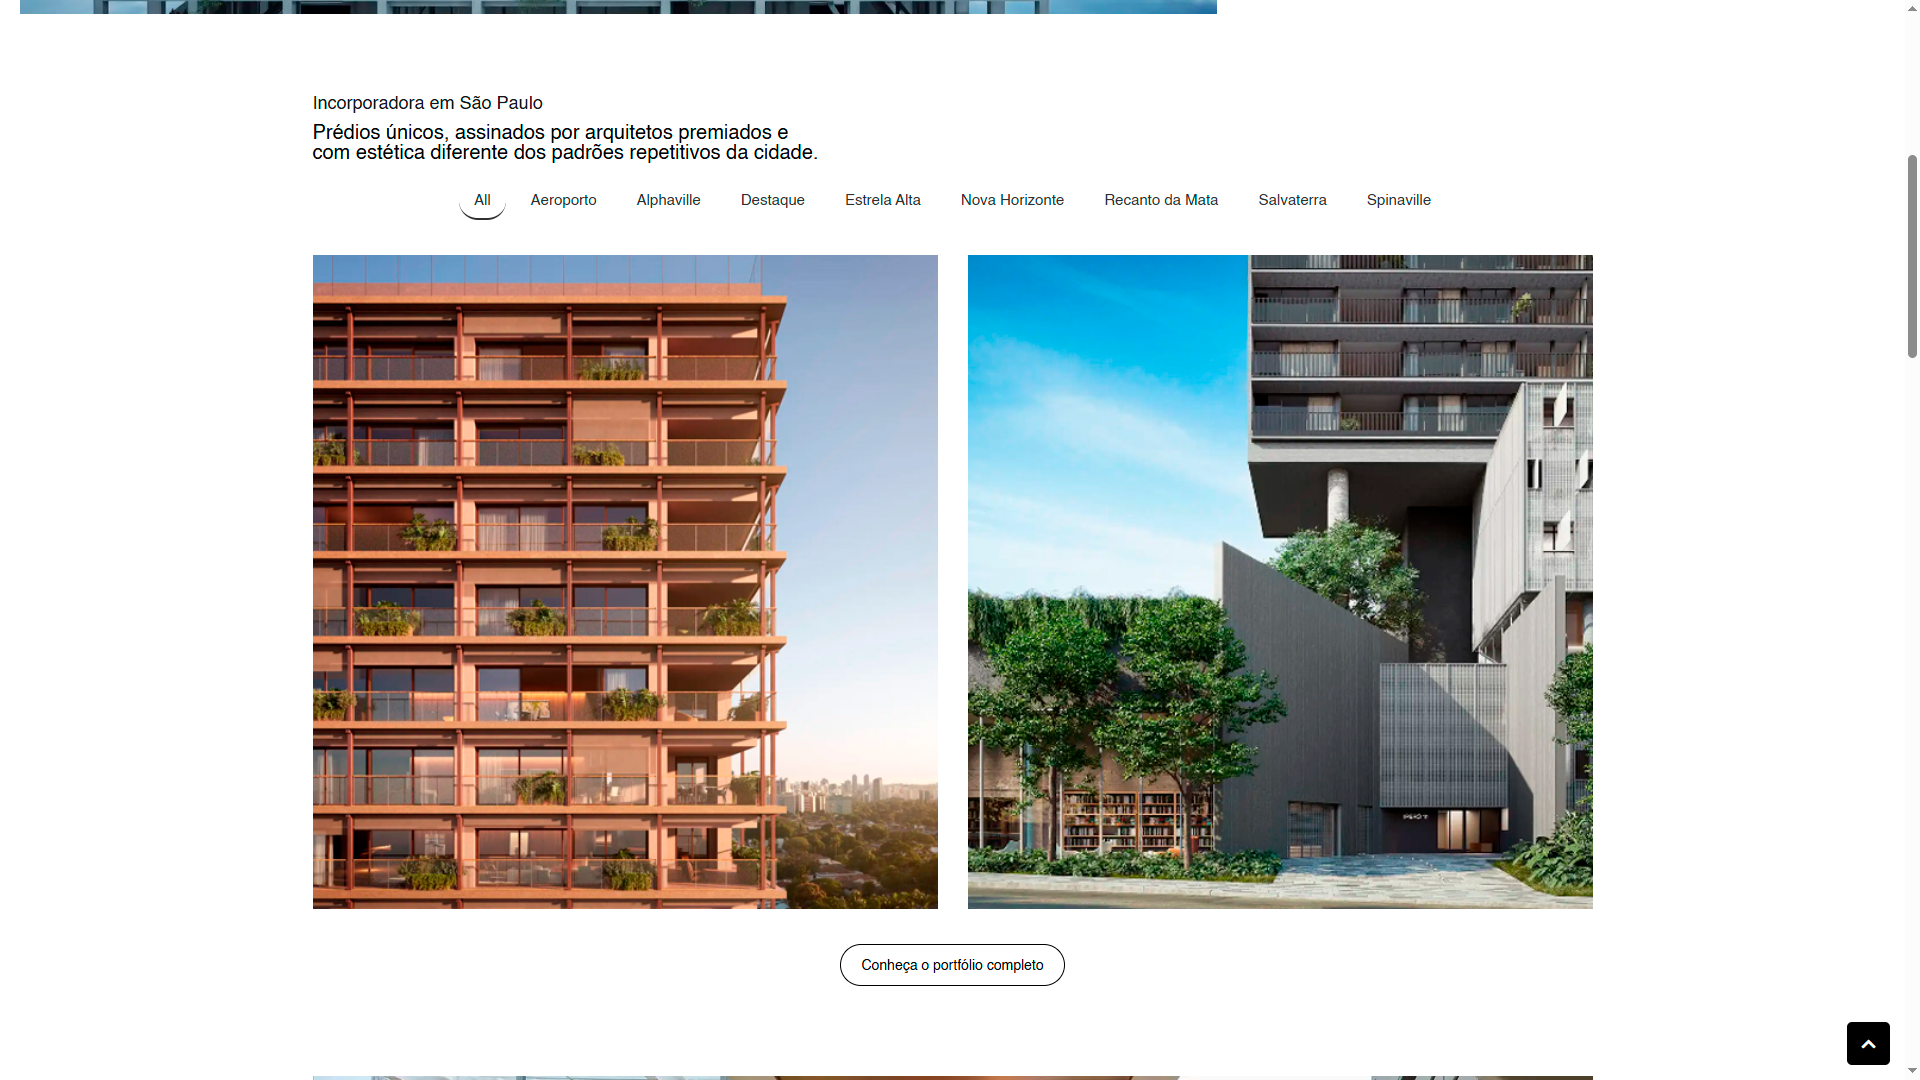 Incorporadora em São Paulo
Prédios únicos, assinados por arquitetos premiados e
com estética diferente dos padrões repetitivos da cidade.
All Aeroporto Alphaville Destaque Estrela Alta Nova Horizonte Recanto da Mata Salvaterra Spinaville
Conheça o portfólio completo